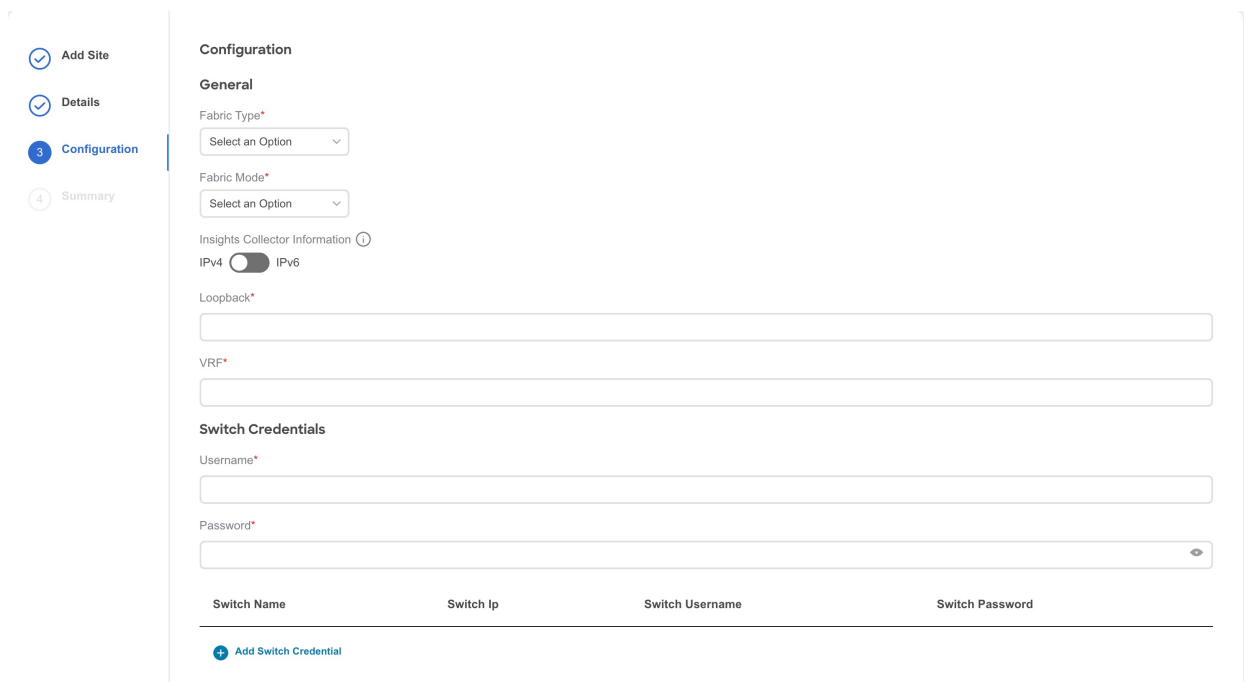 Add Site
Details
3 Configuration
4 Summary
Configuration
General
Fabric Type*
Select an Option
Fabric Mode*
Select an Option
Insights Collector Information i
IPv4 IPv6
Loopback*
VRF*
Switch Credentials
Username*
Password*
Switch Name Switch Ip Switch Username Switch Password
Add Switch Credential